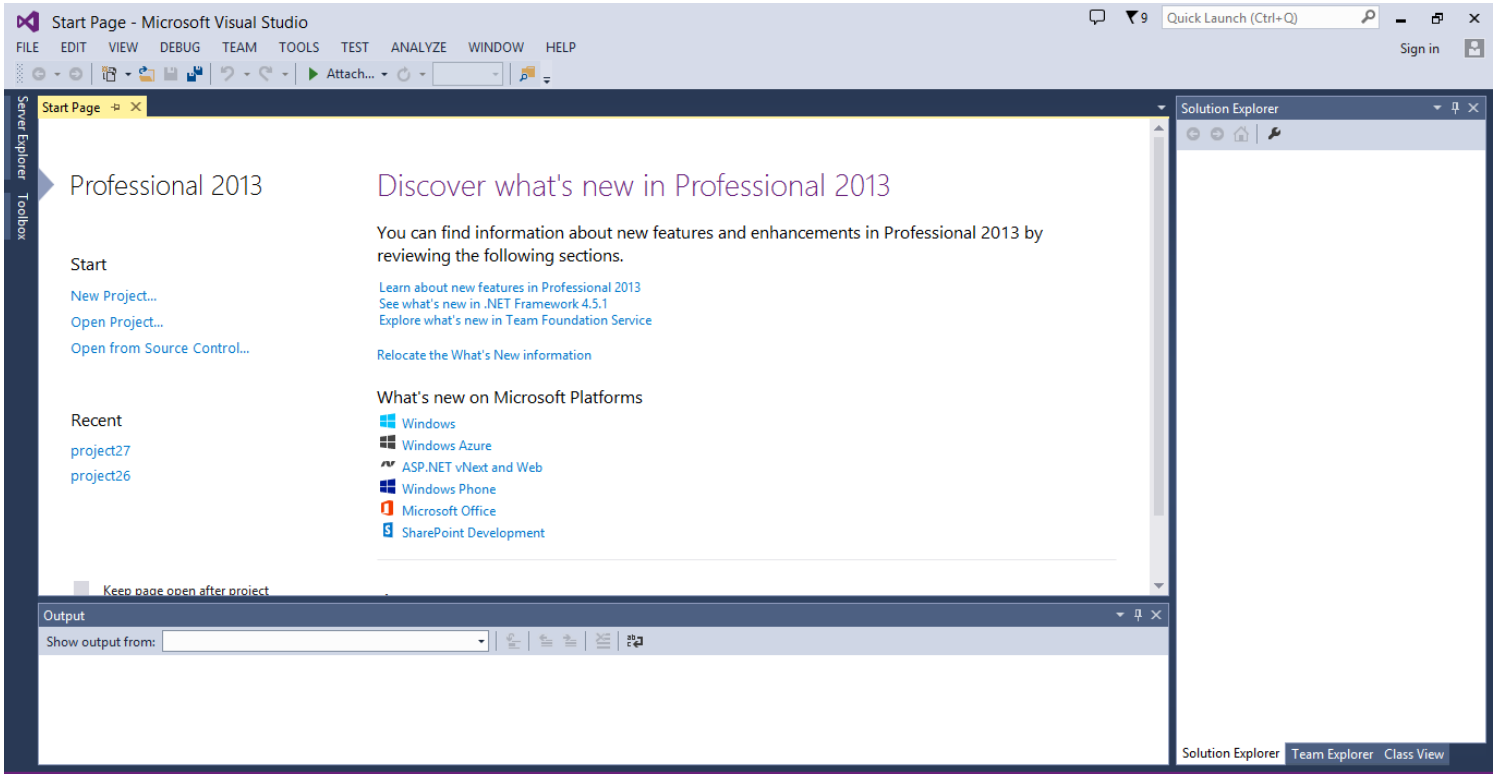 Start Page - Microsoft Visual Studio
9
Quick Launch (Ctrl+Q)
FILE EDIT VIEW DEBUG TEAM TOOLS TEST ANALYZE WINDOW HELP
Sign in
Attach...
Server Explorer
Toolbox
Start Page
Professional 2013
Start
New Project...
Open Project...
Open from Source Control...
Recent
project27
project26
Keep page open after project
Discover what's new in Professional 2013
You can find information about new features and enhancements in Professional 2013 by
reviewing the following sections.
Learn about new features in Professional 2013
See what's new in .NET Framework 4.5.1
Explore what's new in Team Foundation Service
Relocate the What's New information
What's new on Microsoft Platforms
Windows
Windows Azure
ASP.NET vNext and Web
Windows Phone
Microsoft Office
SharePoint Development
Output
Show output from:
Solution Explorer
Solution Explorer Team Explorer Class View